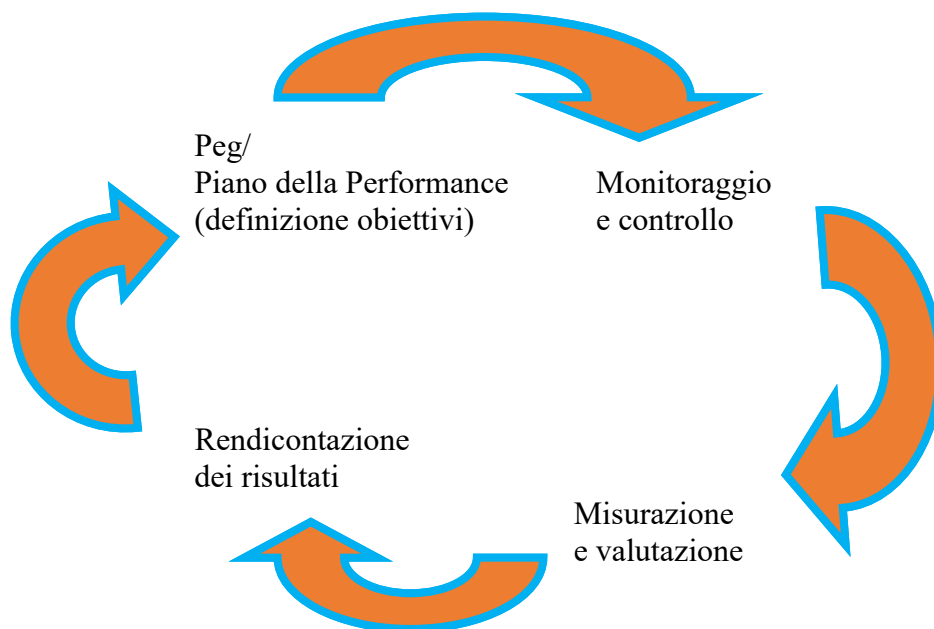 Peg/
Piano della Performance
(definizione obiettivi)
Monitoraggio
e controllo
Rendicontazione
dei risultati
Misurazione
e valutazione